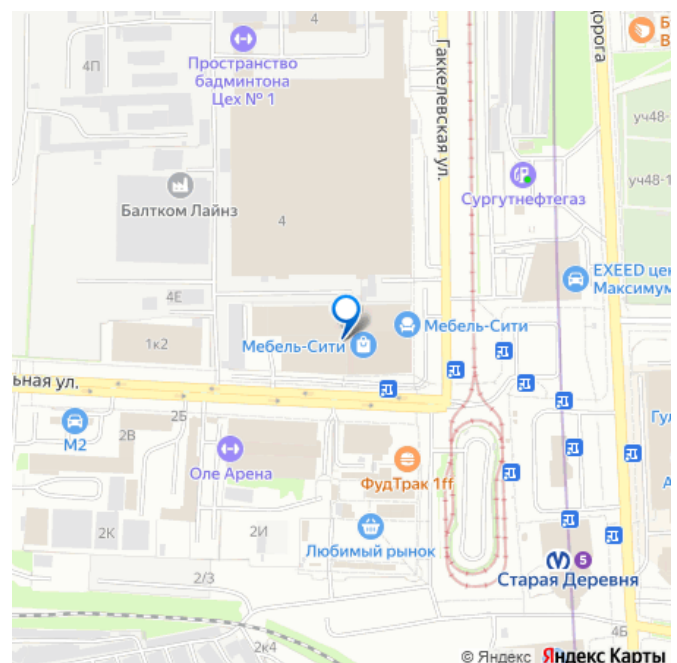 4
4П
Пространство
бадминтона
Цех № 1
Гаккелевская ул.
Дорога
Б
В
уч48-
уч48-1
Сургутнефтегаз
Балтком Лайнз
4
EXEED цен
Максимум
4Е
1к2
Мебель-Сити
Мебель-Сити
ьная ул.
2Б
2В
М2
Оле Арена
ФудТрак 1ff
Гул
А
2К
2И
Любимый рынок
5
Старая Деревня
2/3
4Б
2к4
© Яндекс Яндекс Карты